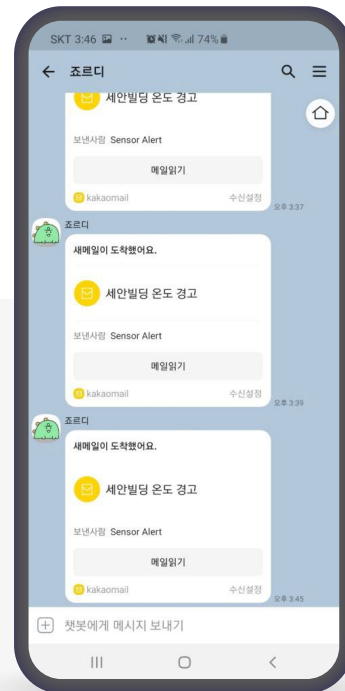 SKT 3:46
74%
죠르디
세안빌딩 온도 경고
보낸사람 Sensor Alert
메일읽기
kakaomail 수신설정
오후 3:37
죠르디
새메일이 도착했어요.
세안빌딩 온도 경고
보낸사람 Sensor Alert
메일읽기
kakaomail 수신설정
오후 3:39
죠르디
새메일이 도착했어요.
세안빌딩 온도 경고
보낸사람 Sensor Alert
메일읽기
kakaomail 수신설정
오후 3:45
챗봇에게 메시지 보내기